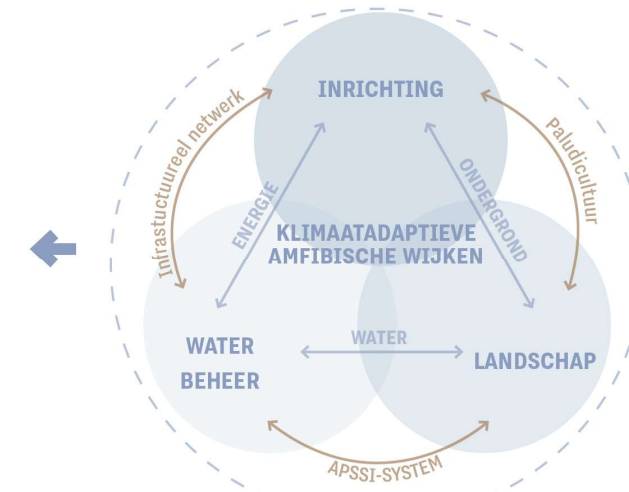 INRICHTING
Infrastuctuureel netwerk
Paludicultuur
ENERGIE
ONDERGROND
KLIMAATADAPTIEVE
AMFIBISCHE WIJKEN
WATER
BEHEER
WATER
LANDSCHAP
APSSI-SYSTEM